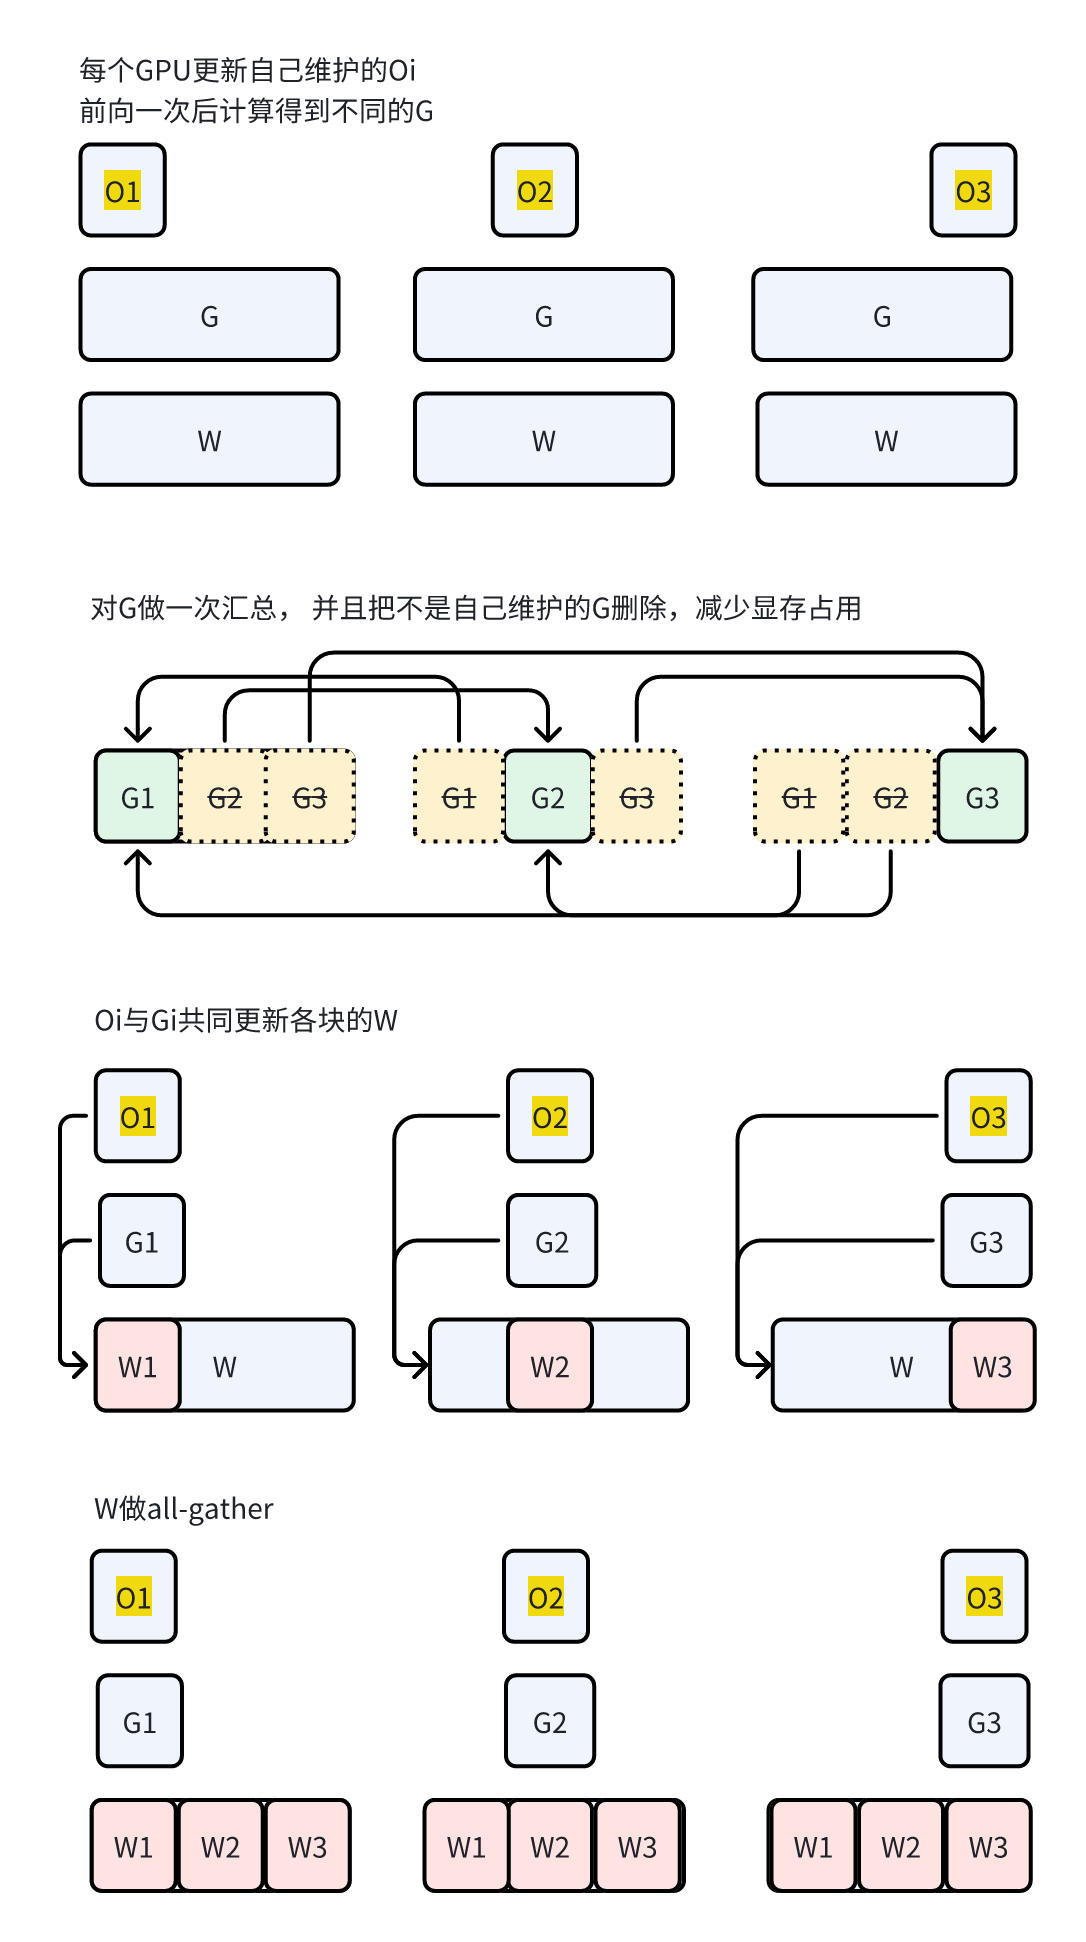 每个GPU更新自己维护的Oi
前向一次后计算得到不同的G
O1 O2 O3
G G G
W W W
对G做一次汇总， 并且把不是自己维护的G删除，减少显存占用
G1 G2 G3 G1 G2 G3 G1 G2 G3
Oi与Gi共同更新各块的W
O1 O2 O3
G1 G2 G3
W1 W W2 W W3
W做all-gather
O1 O2 O3
G1 G2 G3
W1 W2 W3 W1 W2 W3 W1 W2 W3